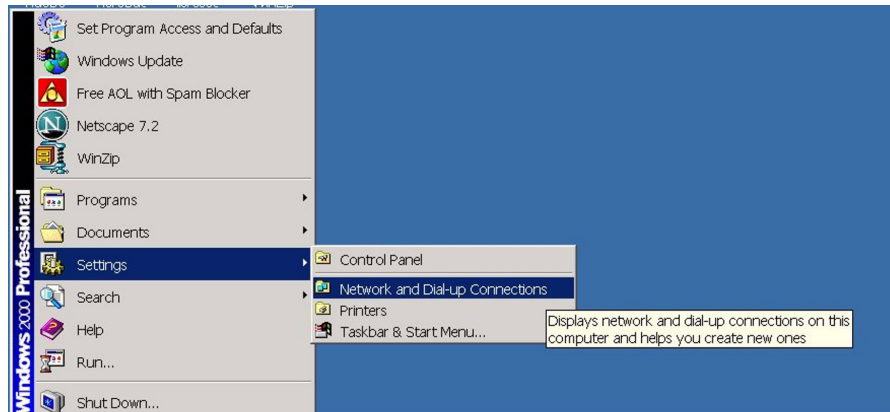 Set Program Access and Defaults
Windows Update
Free AOL with Spam Blocker
Netscape 7.2
WinZip
Programs
Documents
Settings
Search
Help
Run...
Shut Down...
Windows 2000 Professional
Control Panel
Network and Dial-up Connections
Printers
Taskbar & Start Menu...
Displays network and dial-up connections on this
computer and helps you create new ones